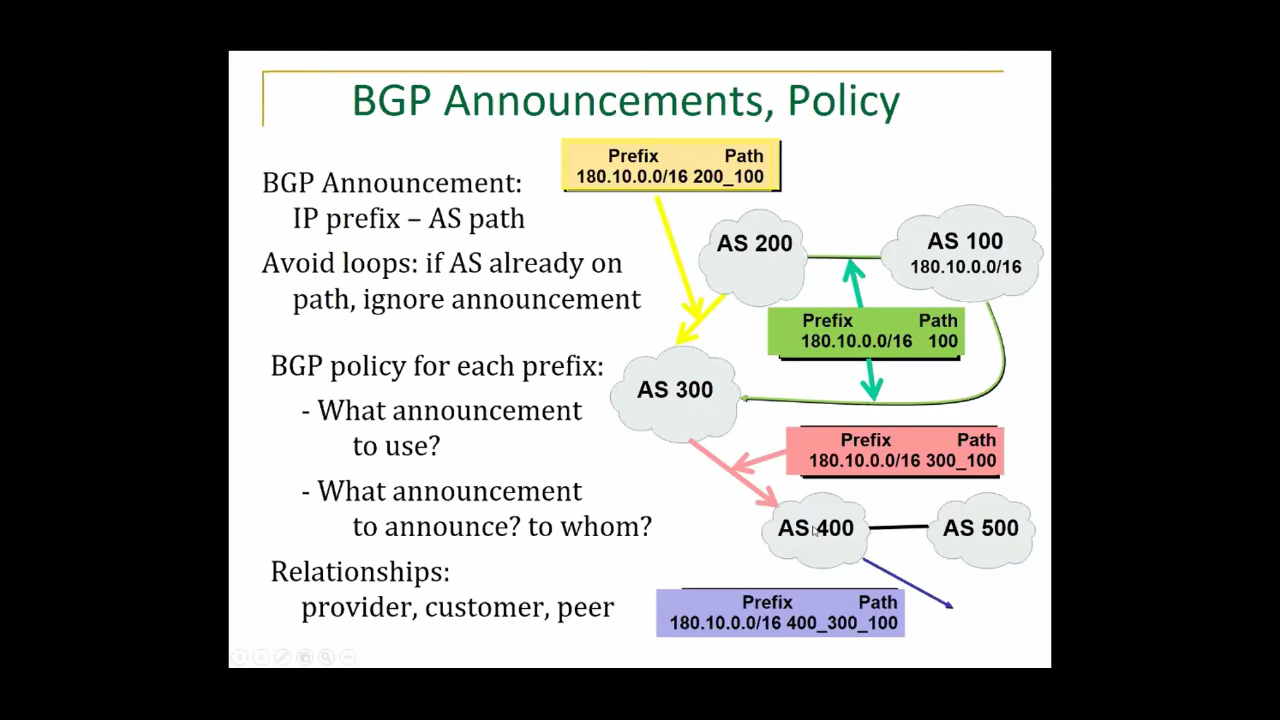 BGP Announcements, Policy
BGP Announcement:
IP prefix – AS path
Avoid loops: if AS already on
path, ignore announcement
BGP policy for each prefix:
- What announcement
to use?
- What announcement
to announce? to whom?
Relationships:
provider, customer, peer
Prefix Path
180.10.0.0/16 200_100
AS 200
AS 100
180.10.0.0/16
Prefix Path
180.10.0.0/16 100
AS 300
Prefix Path
180.10.0.0/16 300_100
AS 400
AS 500
Prefix Path
180.10.0.0/16 400_300_100